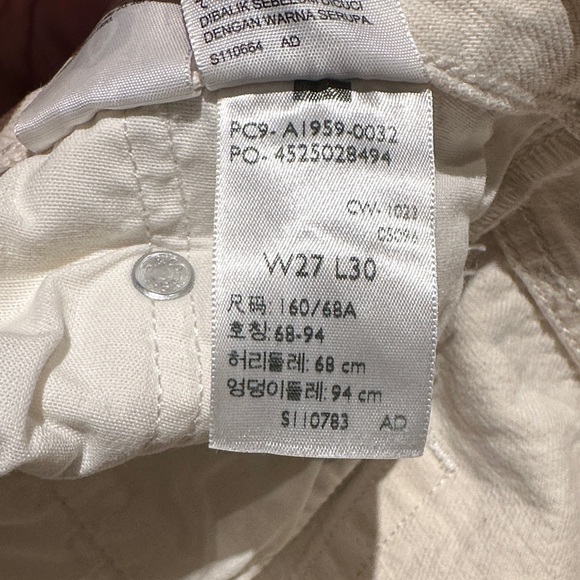 DIBALIK SEBELUM DICUCI
DENGAN WARNA SERUPA.
S110664 AD
PC9- A1959-0032
PO- 4525028494
CW- 1023
05096
W27 L30
尺码: 160/68A
호칭: 68-94
허리둘레: 68 cm
엉덩이둘레: 94 cm
S110783 AD